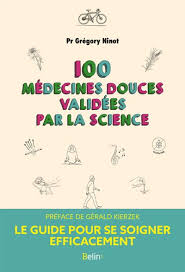 Pr Grégory Ninot
100
MÉDECINES DOUCES
VALIDÉES
PAR LA SCIENCE
PRÉFACE DE GÉRALD KIERZEK
LE GUIDE POUR SE SOIGNER
EFFICACEMENT
Belin: